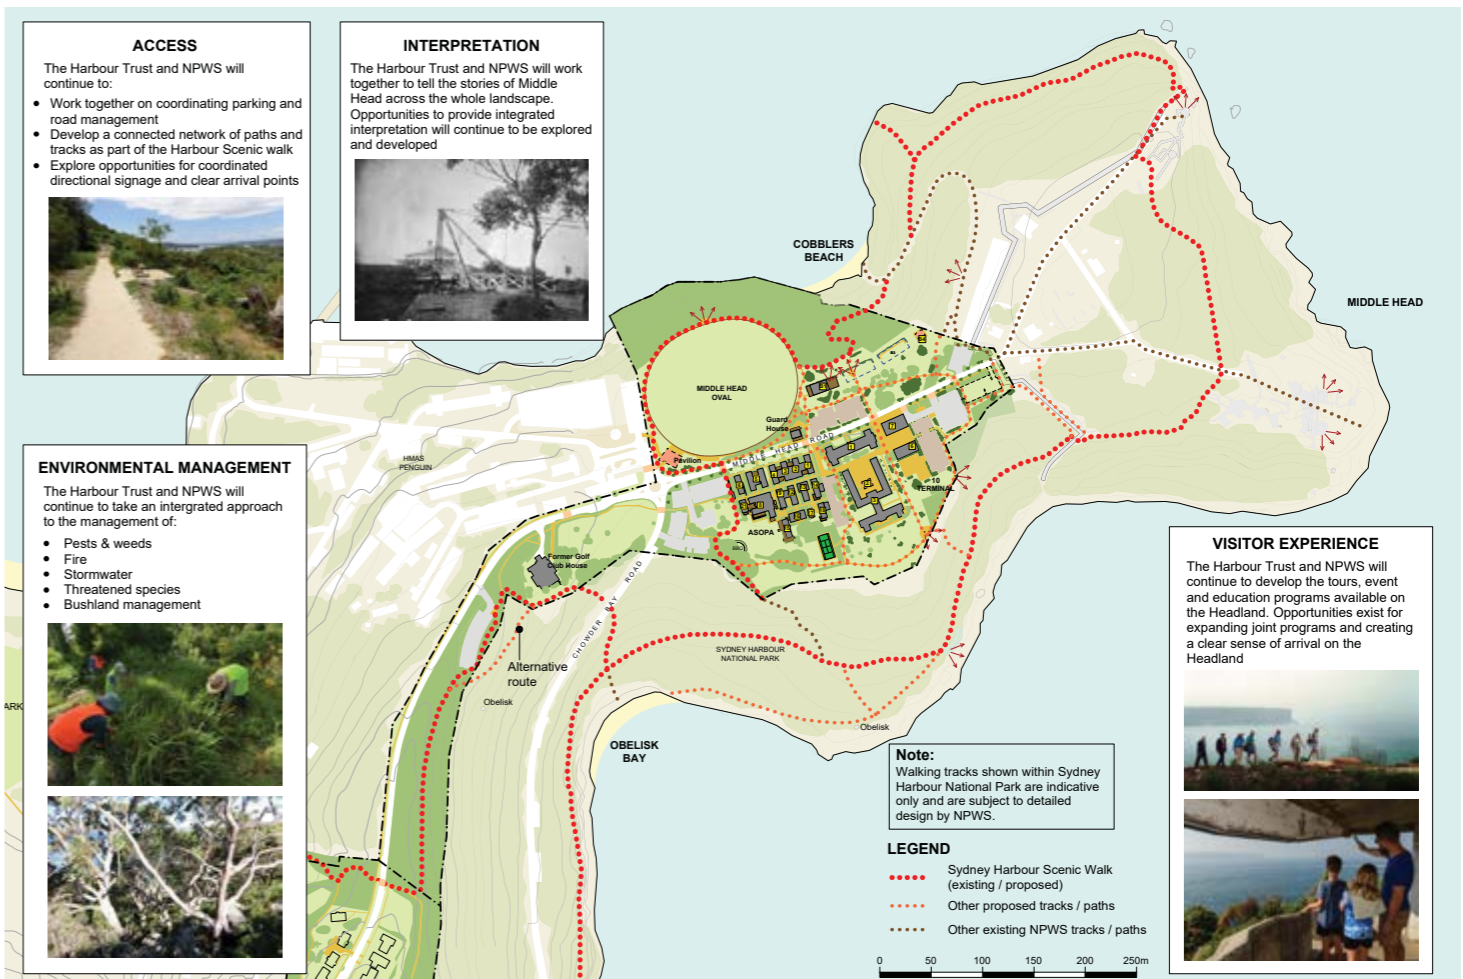 ACCESS
The Harbour Trust and NPWS will
continue to:
• Work together on coordinating parking and
road management
• Develop a connected network of paths and
tracks as part of the Harbour Scenic walk
• Explore opportunities for coordinated
directional signage and clear arrival points
INTERPRETATION
The Harbour Trust and NPWS will work
together to tell the stories of Middle
Head across the whole landscape.
Opportunities to provide integrated
interpretation will continue to be explored
and developed
COBBLERS
BEACH
MIDDLE HEAD
MIDDLE HEAD
OVAL
Guard
House
MIDDLE HEAD ROAD
Pavilion
HMAS
PENGUIN
10
TERMINAL
ASOPA
BBQ
Former Golf
Club House
CHOWDER BAY ROAD
Alternative
route
Obelisk
SYDNEY HARBOUR
NATIONAL PARK
Obelisk
OBELISK
BAY
ARK
ENVIRONMENTAL MANAGEMENT
The Harbour Trust and NPWS will
continue to take an intergrated approach
to the management of:
• Pests & weeds
• Fire
• Stormwater
• Threatened species
• Bushland management
VISITOR EXPERIENCE
The Harbour Trust and NPWS will
continue to develop the tours, event
and education programs available on
the Headland. Opportunities exist for
expanding joint programs and creating
a clear sense of arrival on the
Headland
Note:
Walking tracks shown within Sydney
Harbour National Park are indicative
only and are subject to detailed
design by NPWS.
LEGEND
Sydney Harbour Scenic Walk
(existing / proposed)
Other proposed tracks / paths
Other existing NPWS tracks / paths
0 50 100 150 200 250m